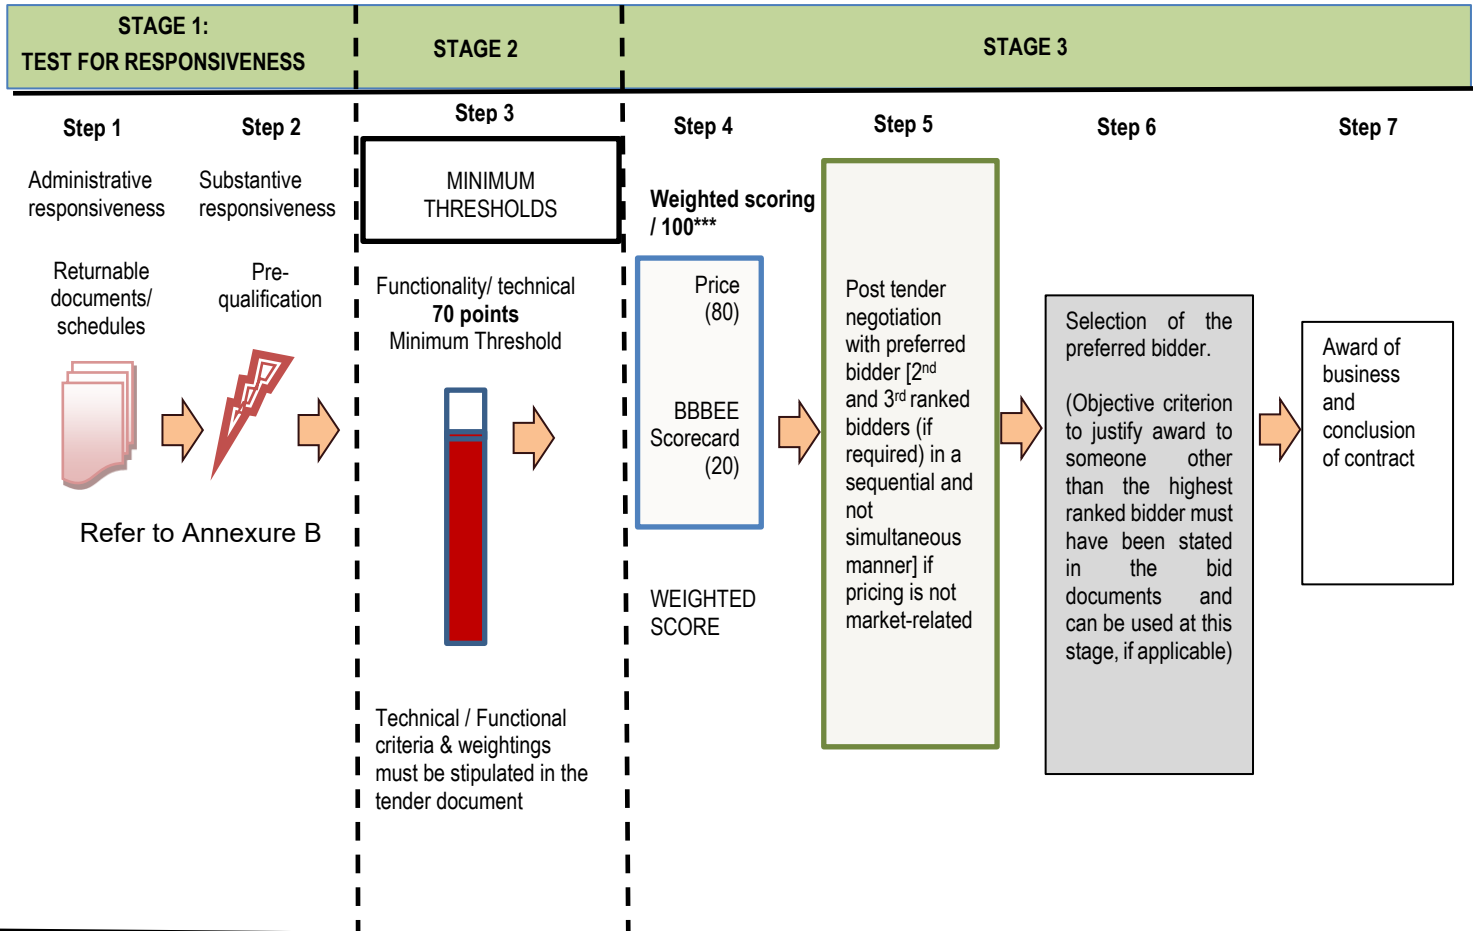 STAGE 1:
TEST FOR RESPONSIVENESS
STAGE 2
STAGE 3
Step 1
Administrative
responsiveness
Returnable
documents/
schedules
Step 2
Substantive
responsiveness
Pre-
qualification
Refer to Annexure B
Step 3
MINIMUM
THRESHOLDS
Functionality/ technical
70 points
Minimum Threshold
Technical / Functional
criteria & weightings
must be stipulated in the
tender document
Step 4
Weighted scoring
/ 100***
Price
(80)
BBBEE
Scorecard
(20)
WEIGHTED
SCORE
Step 5
Post tender
negotiation
with preferred
bidder [2nd
and 3rd ranked
bidders (if
required) in a
sequential and
not
simultaneous
manner] if
pricing is not
market-related
Step 6
Selection of the
preferred bidder.
(Objective criterion
to justify award to
someone other
than the highest
ranked bidder must
have been stated
in the bid
documents and
can be used at this
stage, if applicable)
Step 7
Award of
business
and
conclusion
of contract